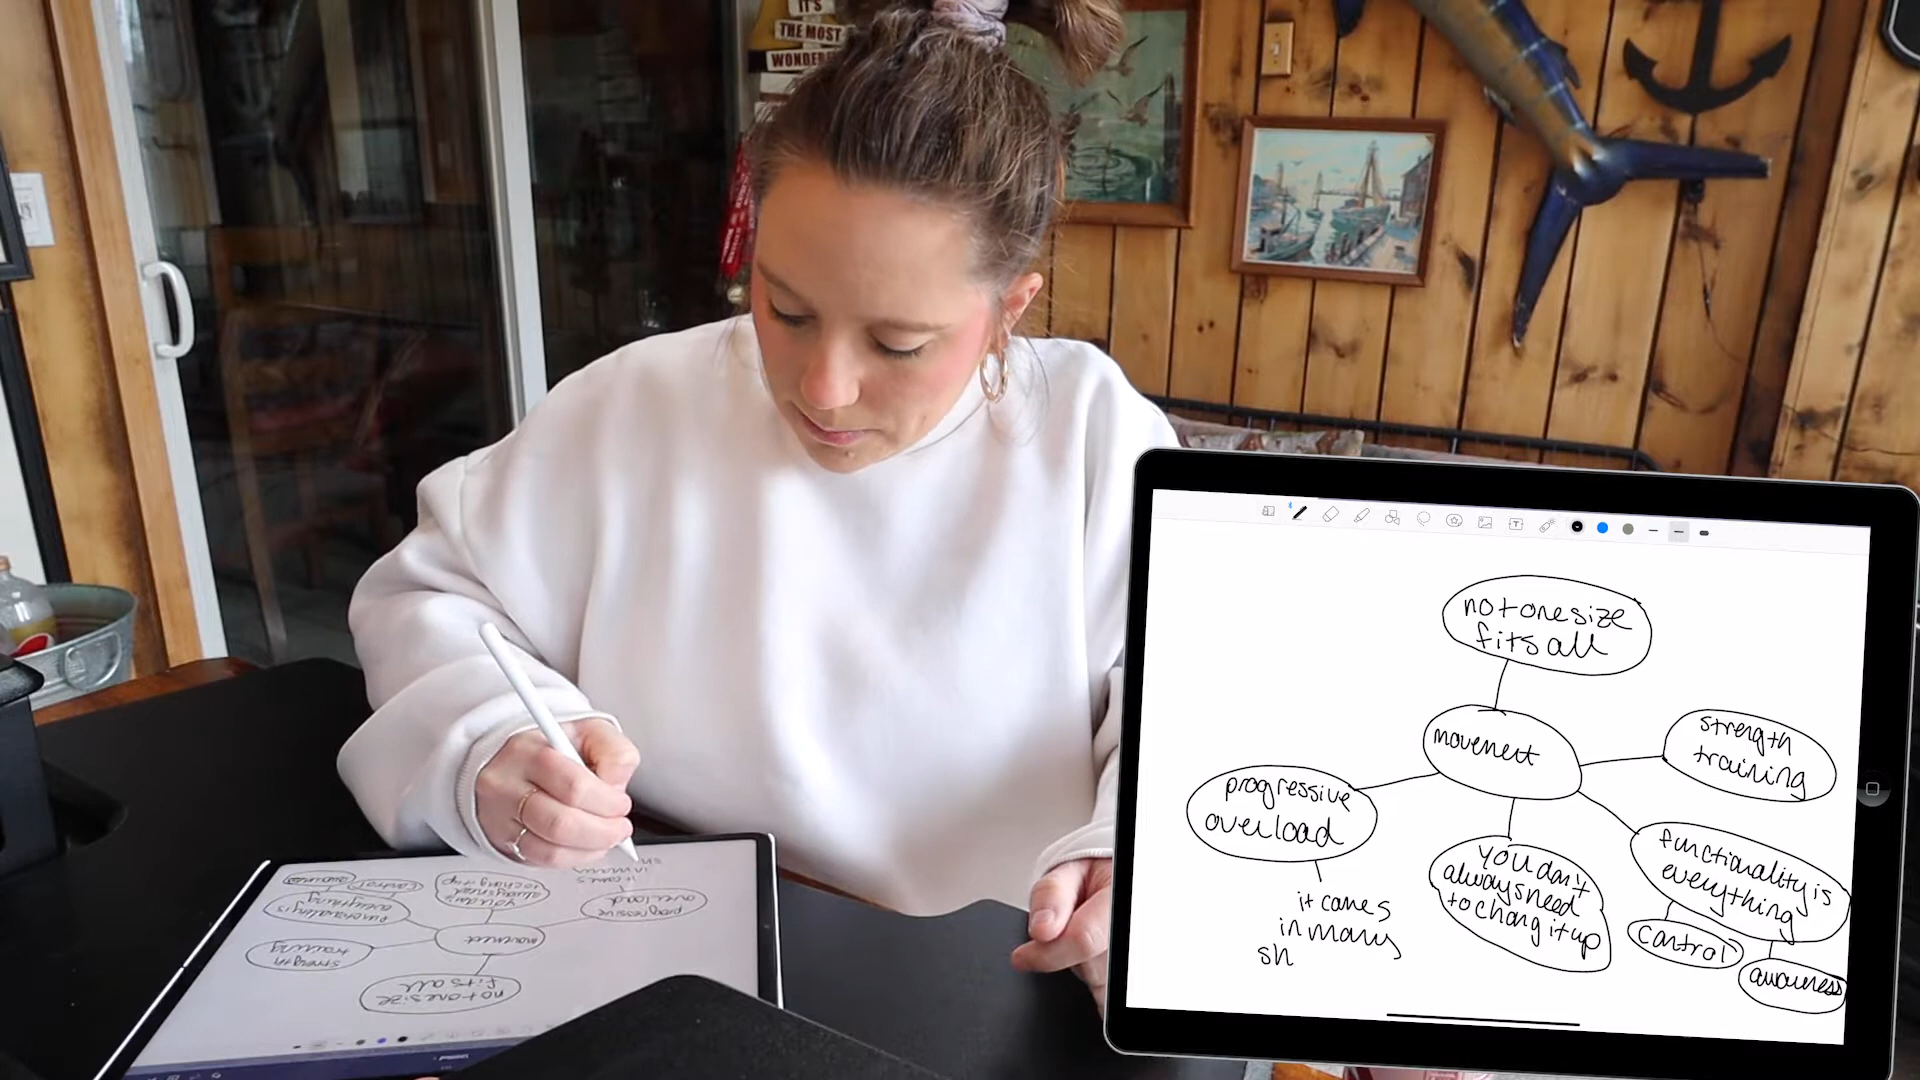 IT'S
THE MOST
not one size
fits all
movement
strength
training
progressive
overload
it comes
in many
sh
you don't
always need
to chang it up
functionality is
everything
control
awareness